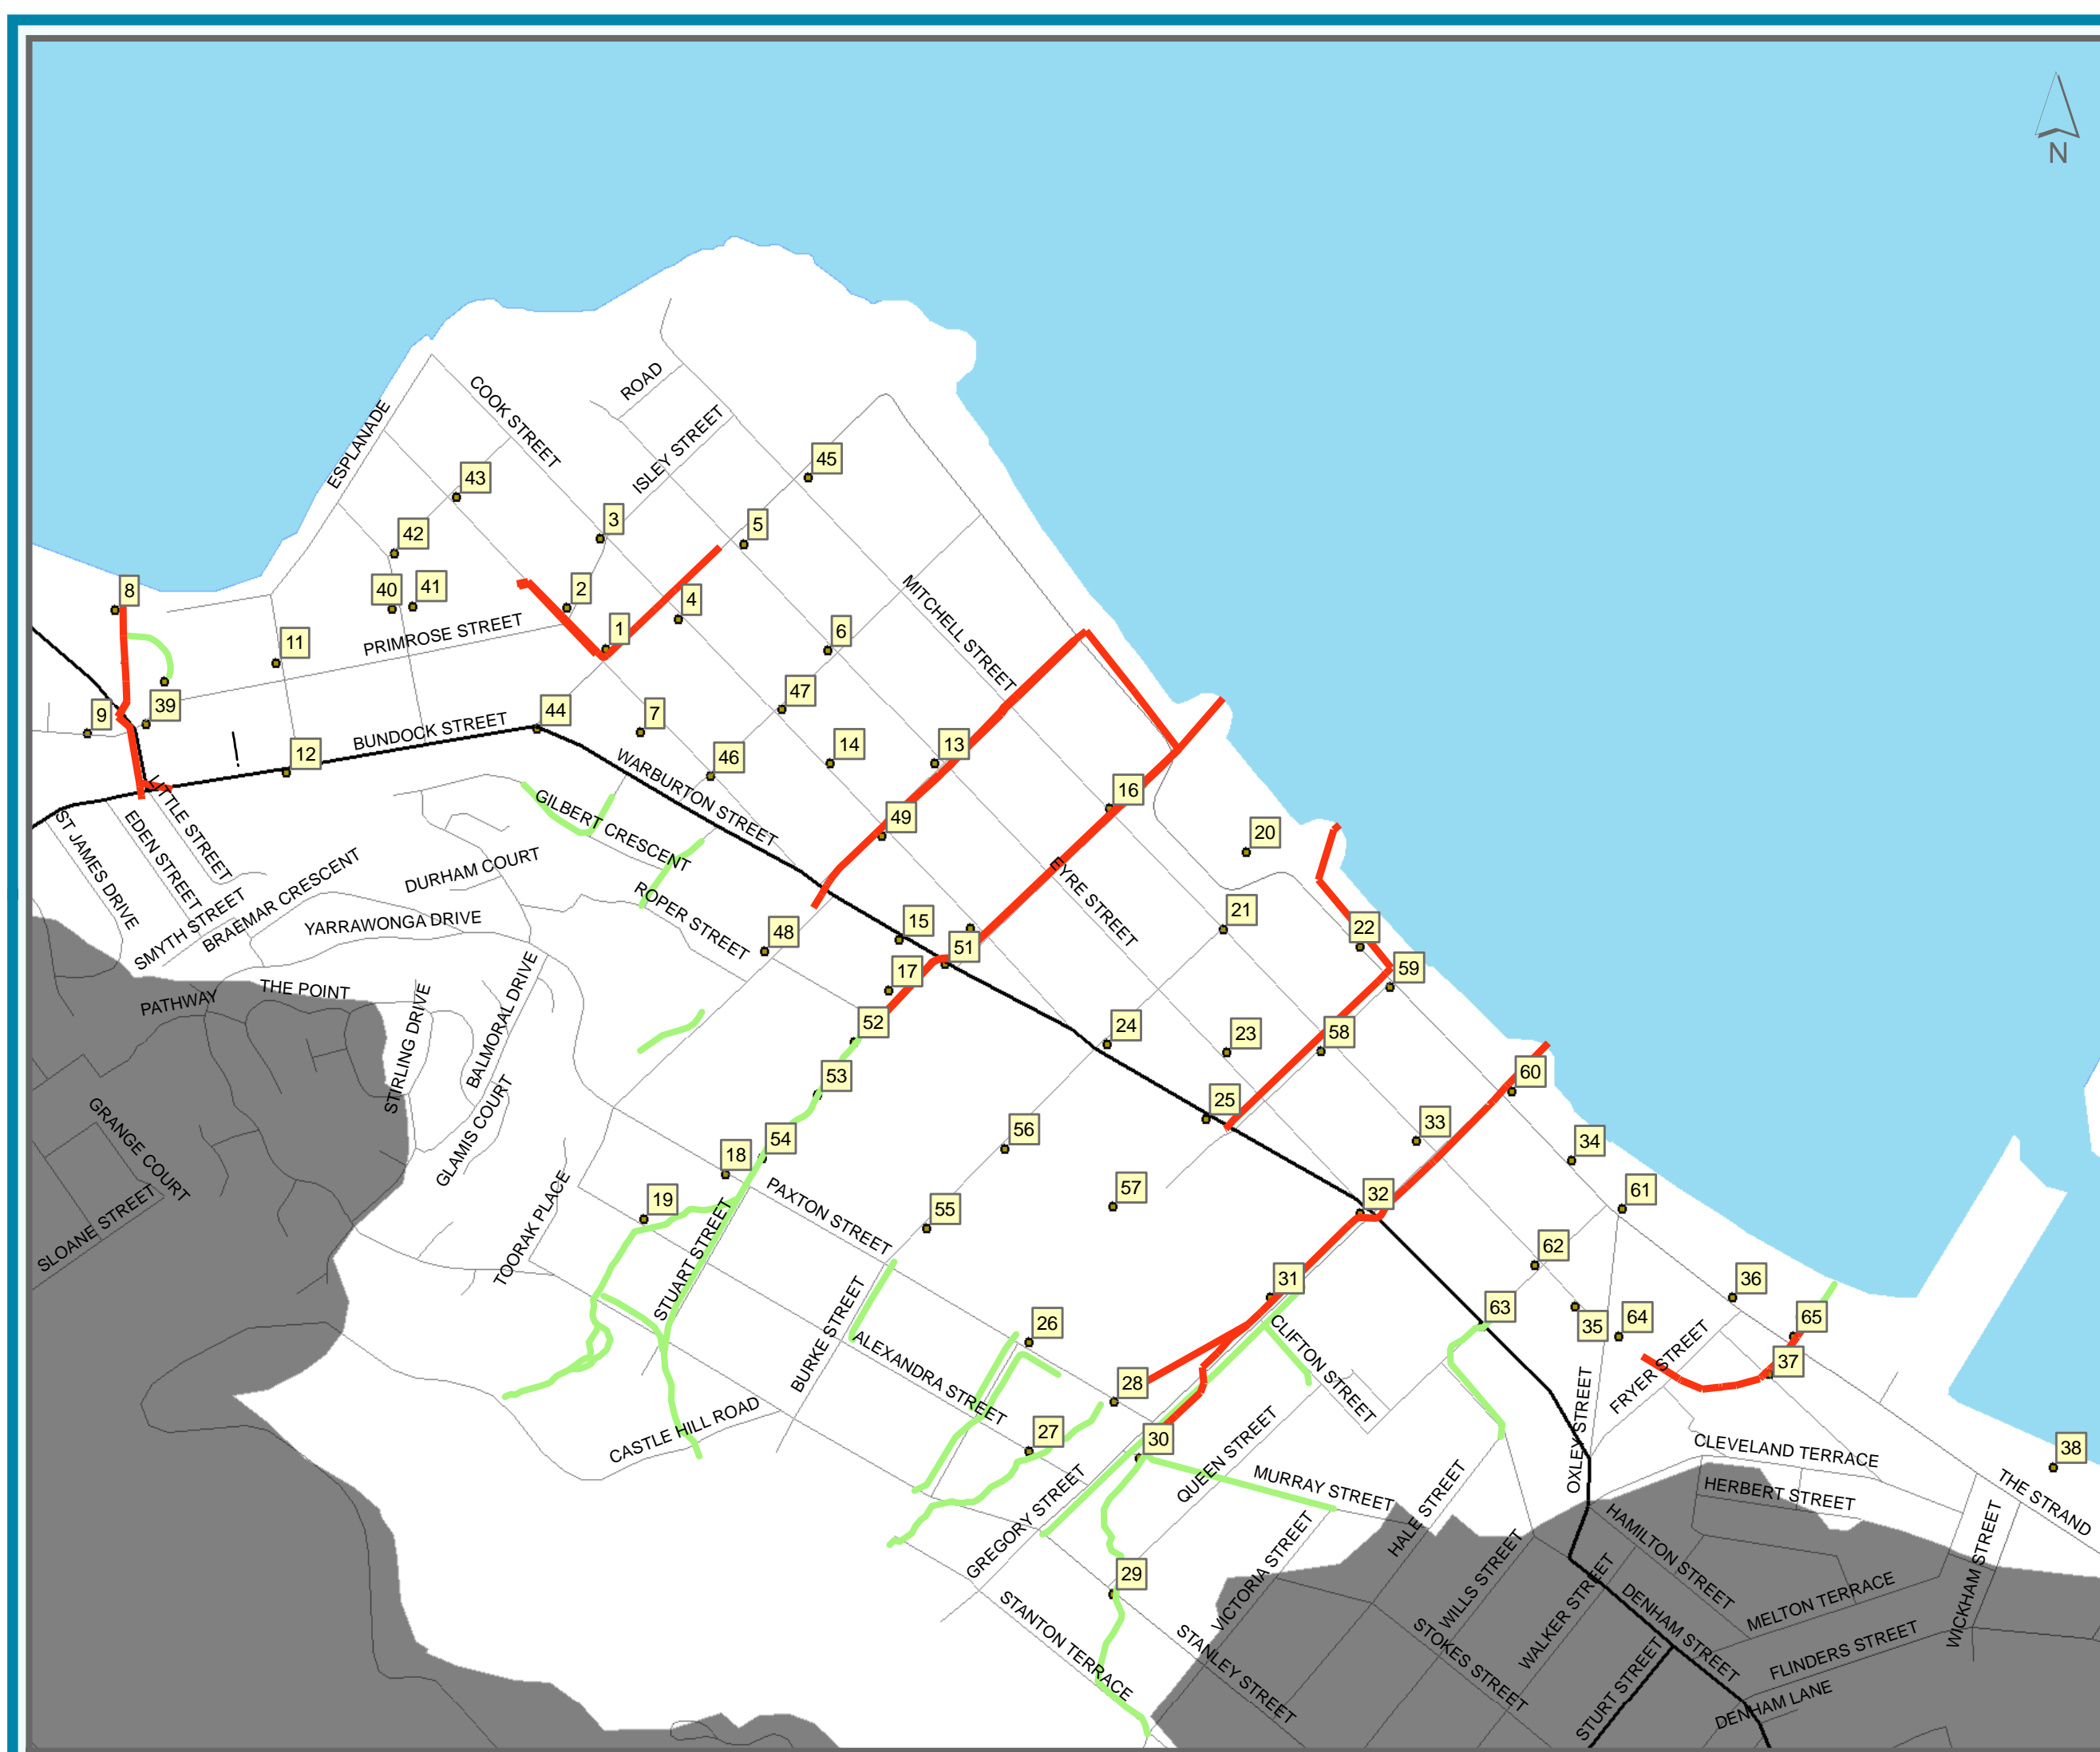 N
ROAD
COOK STREET
ESPLANADE
ISLEY STREET
45
43
3
5
42
8
40
41
2
4
1
MITCHELL STREET
11
PRIMROSE STREET
6
47
39
9
44
7
BUNDOCK STREET
12
46
14
13
WARBURTON STREET
16
LITTLE STREET
GILBERT CRESCENT
49
20
ST JAMES DRIVE
EDEN STREET
DURHAM COURT
BRAEMAR CRESCENT
SMYTH STREET
YARRAWONGA DRIVE
ROPER STREET
EYRE STREET
48
15
21
22
51
17
59
PATHWAY
THE POINT
STIRLING DRIVE
BALMORAL DRIVE
52
24
23
58
53
60
GRANGE COURT
GLAMIS COURT
25
33
54
56
34
18
SLOANE STREET
TOORAK PLACE
19
PAXTON STREET
57
32
61
55
STUART STREET
62
BURKE STREET
31
36
63
26
35
64
65
ALEXANDRA STREET
CLIFTON STREET
FRYER STREET
37
28
OXLEY STREET
CASTLE HILL ROAD
27
30
QUEEN STREET
CLEVELAND TERRACE
38
GREGORY STREET
MURRAY STREET
HALE STREET
HERBERT STREET
THE STRAND
HAMILTON STREET
WICKHAM STREET
29
VICTORIA STREET
WILLS STREET
WALKER STREET
DENHAM STREET
MELTON TERRACE
STANTON TERRACE
STANLEY STREET
STOKES STREET
STURT STREET
FLINDERS STREET
DENHAM LANE